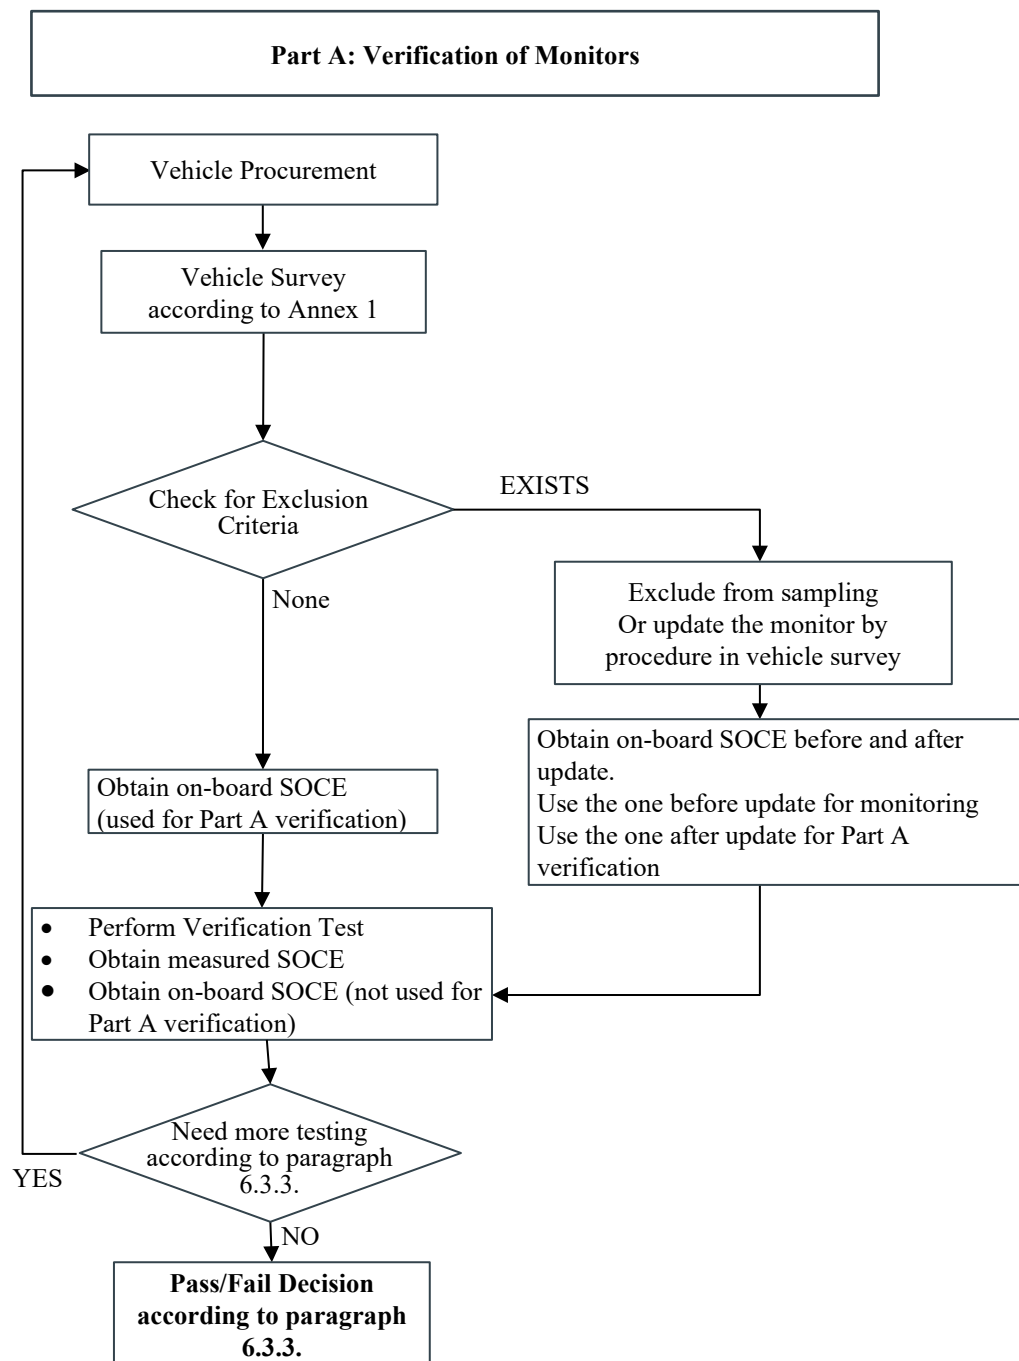 Part A: Verification of Monitors
Vehicle Procurement
Vehicle Survey
according to Annex 1
Check for Exclusion
Criteria
EXISTS
None
Exclude from sampling
Or update the monitor by
procedure in vehicle survey
Obtain on-board SOCE before and after
update.
Use the one before update for monitoring
Use the one after update for Part A
verification
Obtain on-board SOCE
(used for Part A verification)
• Perform Verification Test
• Obtain measured SOCE
• Obtain on-board SOCE (not used for
Part A verification)
Need more testing
according to paragraph
6.3.3.
YES
NO
Pass/Fail Decision
according to paragraph
6.3.3.